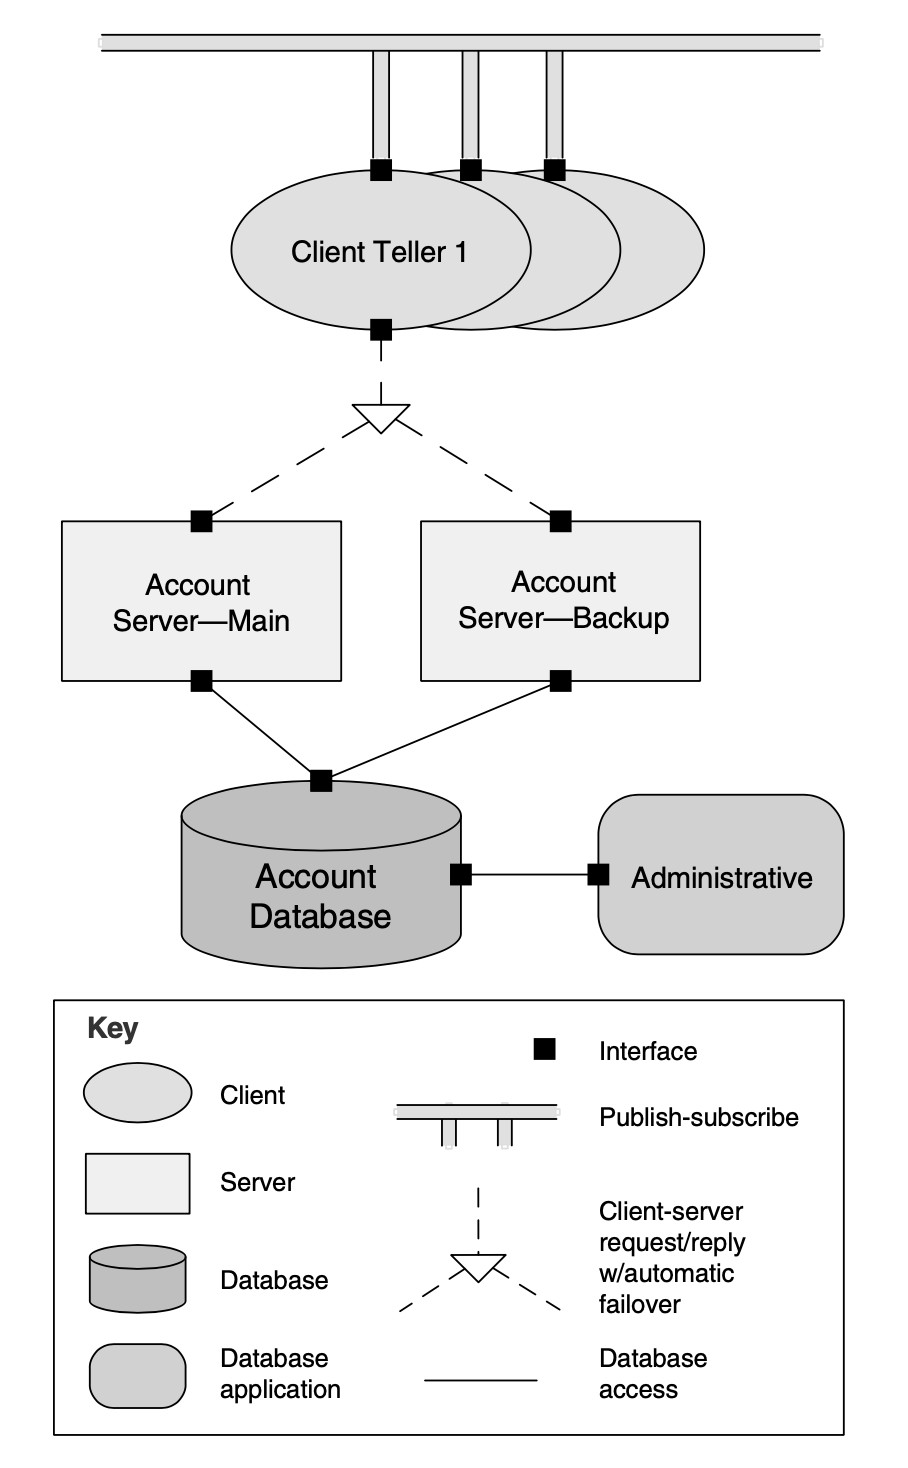 Client Teller 1
Account
Server—Main
Account
Server—Backup
Account
Database
Administrative
Key
Client
Server
Database
Database
application
Interface
Publish-subscribe
Client-server
request/reply
w/automatic
failover
Database
access